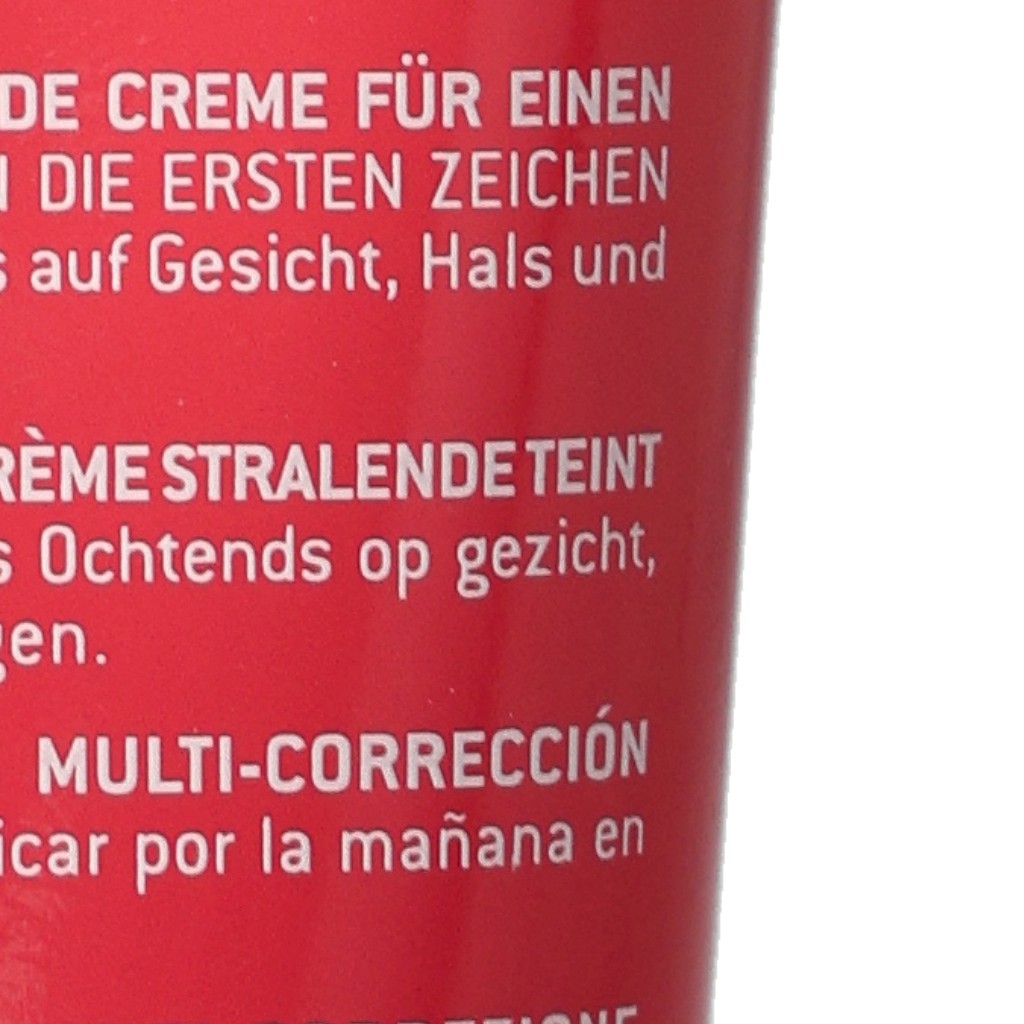 DE CREME FÜR EINEN
DIE ERSTEN ZEICHEN
auf Gesicht, Hals und
RÈME STRALENDE TEINT
s Ochtends op gezicht,
gen.
MULTI-CORRECCIÓN
icar por la mañana en